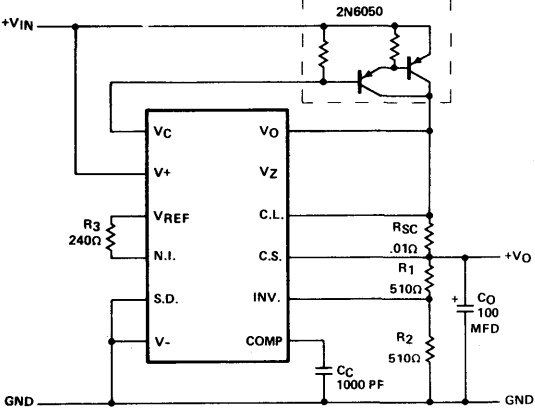 2N6050
+VIN
VC
VO
V+
VZ
R3
240Ω
VREF
C.L.
RSC
.01Ω
N.I.
C.S.
+VO
R1
510Ω
S.D.
INV.
+
CO
100
MFD
V-
COMP
R2
510Ω
CC
1000 PF
GND
GND